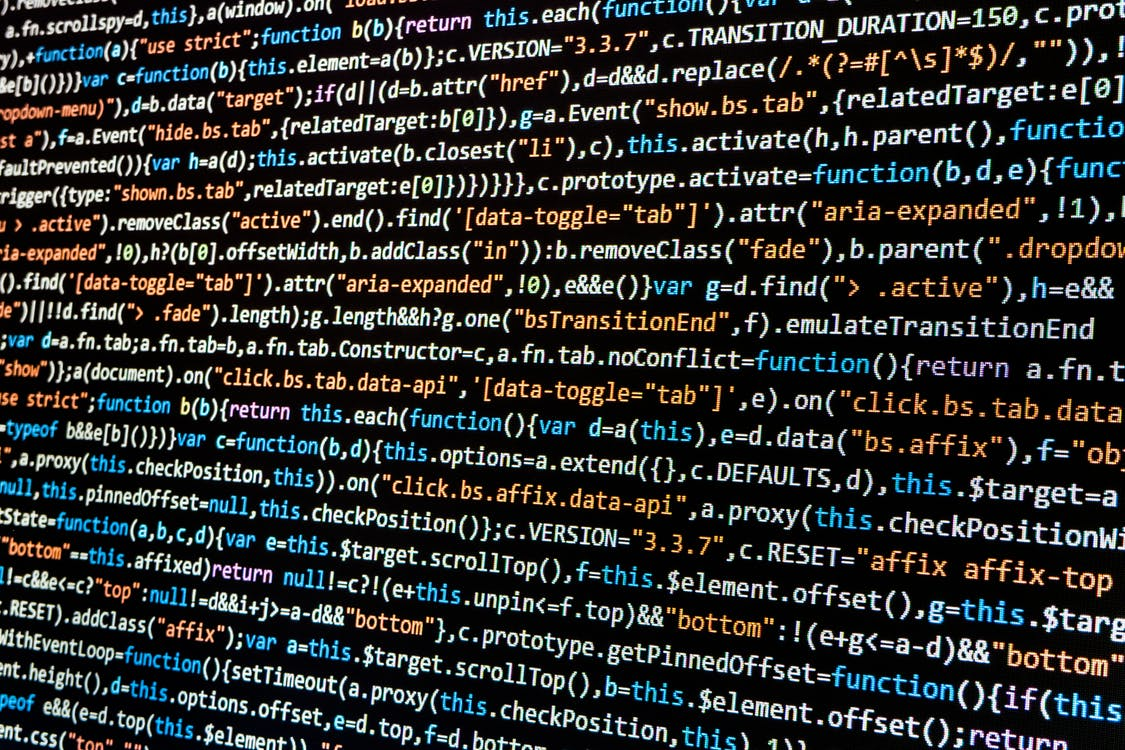 a.fn.scrollspy=d,this},a(window).on(
y),+function(a){"use strict";function b(b){return this.each(function(){var
&e[b]()})}var c=function(b){this.element=a(b)};c.VERSION="3.3.7",c.TRANSITION_DURATION=150,c.prot
ropdown-menu)"),d=b.data("target");if(d||(d=b.attr("href"),d=d&&d.replace(/.*(?=#[^\s]*$)/,"")),!
st a"),f=a.Event("hide.bs.tab",{relatedTarget:b[0]}),g=a.Event("show.bs.tab",{relatedTarget:e[0]
faultPrevented()){var h=a(d);this.activate(b.closest("li"),c),this.activate(h,h.parent(),functio
rigger({type:"shown.bs.tab",relatedTarget:e[0]})})}}},c.prototype.activate=function(b,d,e){func
u > .active").removeClass("active").end().find('[data-toggle="tab"]').attr("aria-expanded",!1),
ia-expanded",!0),h?(b[0].offsetWidth,b.addClass("in")):b.removeClass("fade"),b.parent(".dropdow
().find('[data-toggle="tab"]').attr("aria-expanded",!0),e&&e()}var g=d.find("> .active"),h=e&&
de")||!!d.find("> .fade").length);g.length&&h?g.one("bsTransitionEnd",f).emulateTransitionEnd
;var d=a.fn.tab;a.fn.tab=b,a.fn.tab.Constructor=c,a.fn.tab.noConflict=function(){return a.fn.t
"show")};a(document).on("click.bs.tab.data-api",'[data-toggle="tab"]',e).on("click.bs.tab.data
se strict";function b(b){return this.each(function(){var d=a(this),e=d.data("bs.affix"),f="ob
=typeof b&&e[b]()})}var c=function(b,d){this.options=a.extend({},c.DEFAULTS,d),this.$target=a
",a.proxy(this.checkPosition,this)).on("click.bs.affix.data-api",a.proxy(this.checkPositionWi
null,this.pinnedOffset=null,this.checkPosition()};c.VERSION="3.3.7",c.RESET="affix affix-top
tState=function(a,b,c,d){var e=this.$target.scrollTop(),f=this.$element.offset(),g=this.$targ
"bottom"==this.affixed)return null!=c?!(e+this.unpin<=f.top)&&"bottom":!(e+g<=a-d)&&"bottom"
l!=c&&e<=c?"top":null!=d&&i+j>=a-d&&"bottom"},c.prototype.getPinnedOffset=function(){if(this
.RESET).addClass("affix");var a=this.$target.scrollTop(),b=this.$element.offset();return
WithEventLoop=function(){setTimeout(a.proxy(this.checkPosition,this),1)}
ent.height(),d=this.options.offset,e=d.top,f=d.bottom
peof e&&(e=d.top(this.$element)),
ent.css("top","")